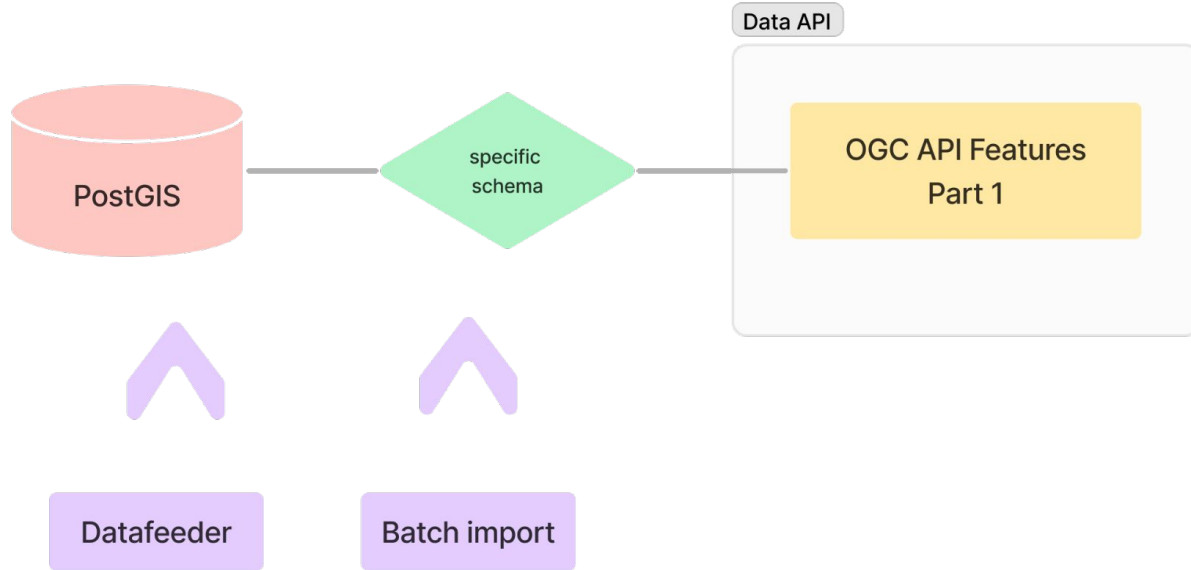 Data API
PostGIS
specific
schema
OGC API Features
Part 1
Datafeeder
Batch import